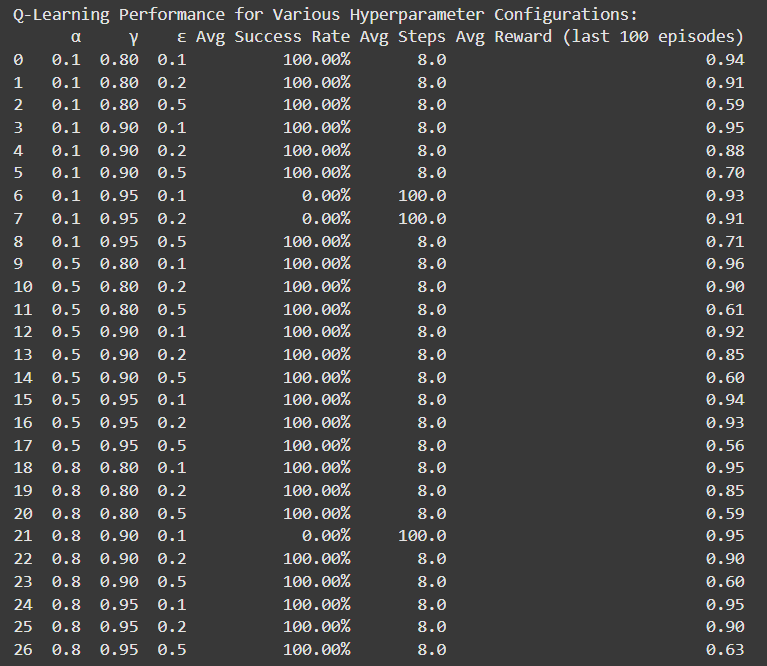 Q-Learning Performance for Various Hyperparameter Configurations:
α γ ε Avg Success Rate Avg Steps Avg Reward (last 100 episodes)
0 0.1 0.80 0.1 100.00% 8.0 0.94
1 0.1 0.80 0.2 100.00% 8.0 0.91
2 0.1 0.80 0.5 100.00% 8.0 0.59
3 0.1 0.90 0.1 100.00% 8.0 0.95
4 0.1 0.90 0.2 100.00% 8.0 0.88
5 0.1 0.90 0.5 100.00% 8.0 0.70
6 0.1 0.95 0.1 0.00% 100.0 0.93
7 0.1 0.95 0.2 0.00% 100.0 0.91
8 0.1 0.95 0.5 100.00% 8.0 0.71
9 0.5 0.80 0.1 100.00% 8.0 0.96
10 0.5 0.80 0.2 100.00% 8.0 0.90
11 0.5 0.80 0.5 100.00% 8.0 0.61
12 0.5 0.90 0.1 100.00% 8.0 0.92
13 0.5 0.90 0.2 100.00% 8.0 0.85
14 0.5 0.90 0.5 100.00% 8.0 0.60
15 0.5 0.95 0.1 100.00% 8.0 0.94
16 0.5 0.95 0.2 100.00% 8.0 0.93
17 0.5 0.95 0.5 100.00% 8.0 0.56
18 0.8 0.80 0.1 100.00% 8.0 0.95
19 0.8 0.80 0.2 100.00% 8.0 0.85
20 0.8 0.80 0.5 100.00% 8.0 0.59
21 0.8 0.90 0.1 0.00% 100.0 0.95
22 0.8 0.90 0.2 100.00% 8.0 0.90
23 0.8 0.90 0.5 100.00% 8.0 0.60
24 0.8 0.95 0.1 100.00% 8.0 0.95
25 0.8 0.95 0.2 100.00% 8.0 0.90
26 0.8 0.95 0.5 100.00% 8.0 0.63